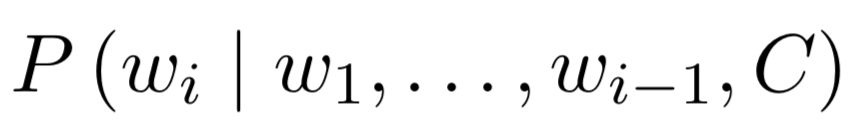 P (w_i | w_1, . . . , w_{i−1}, C)